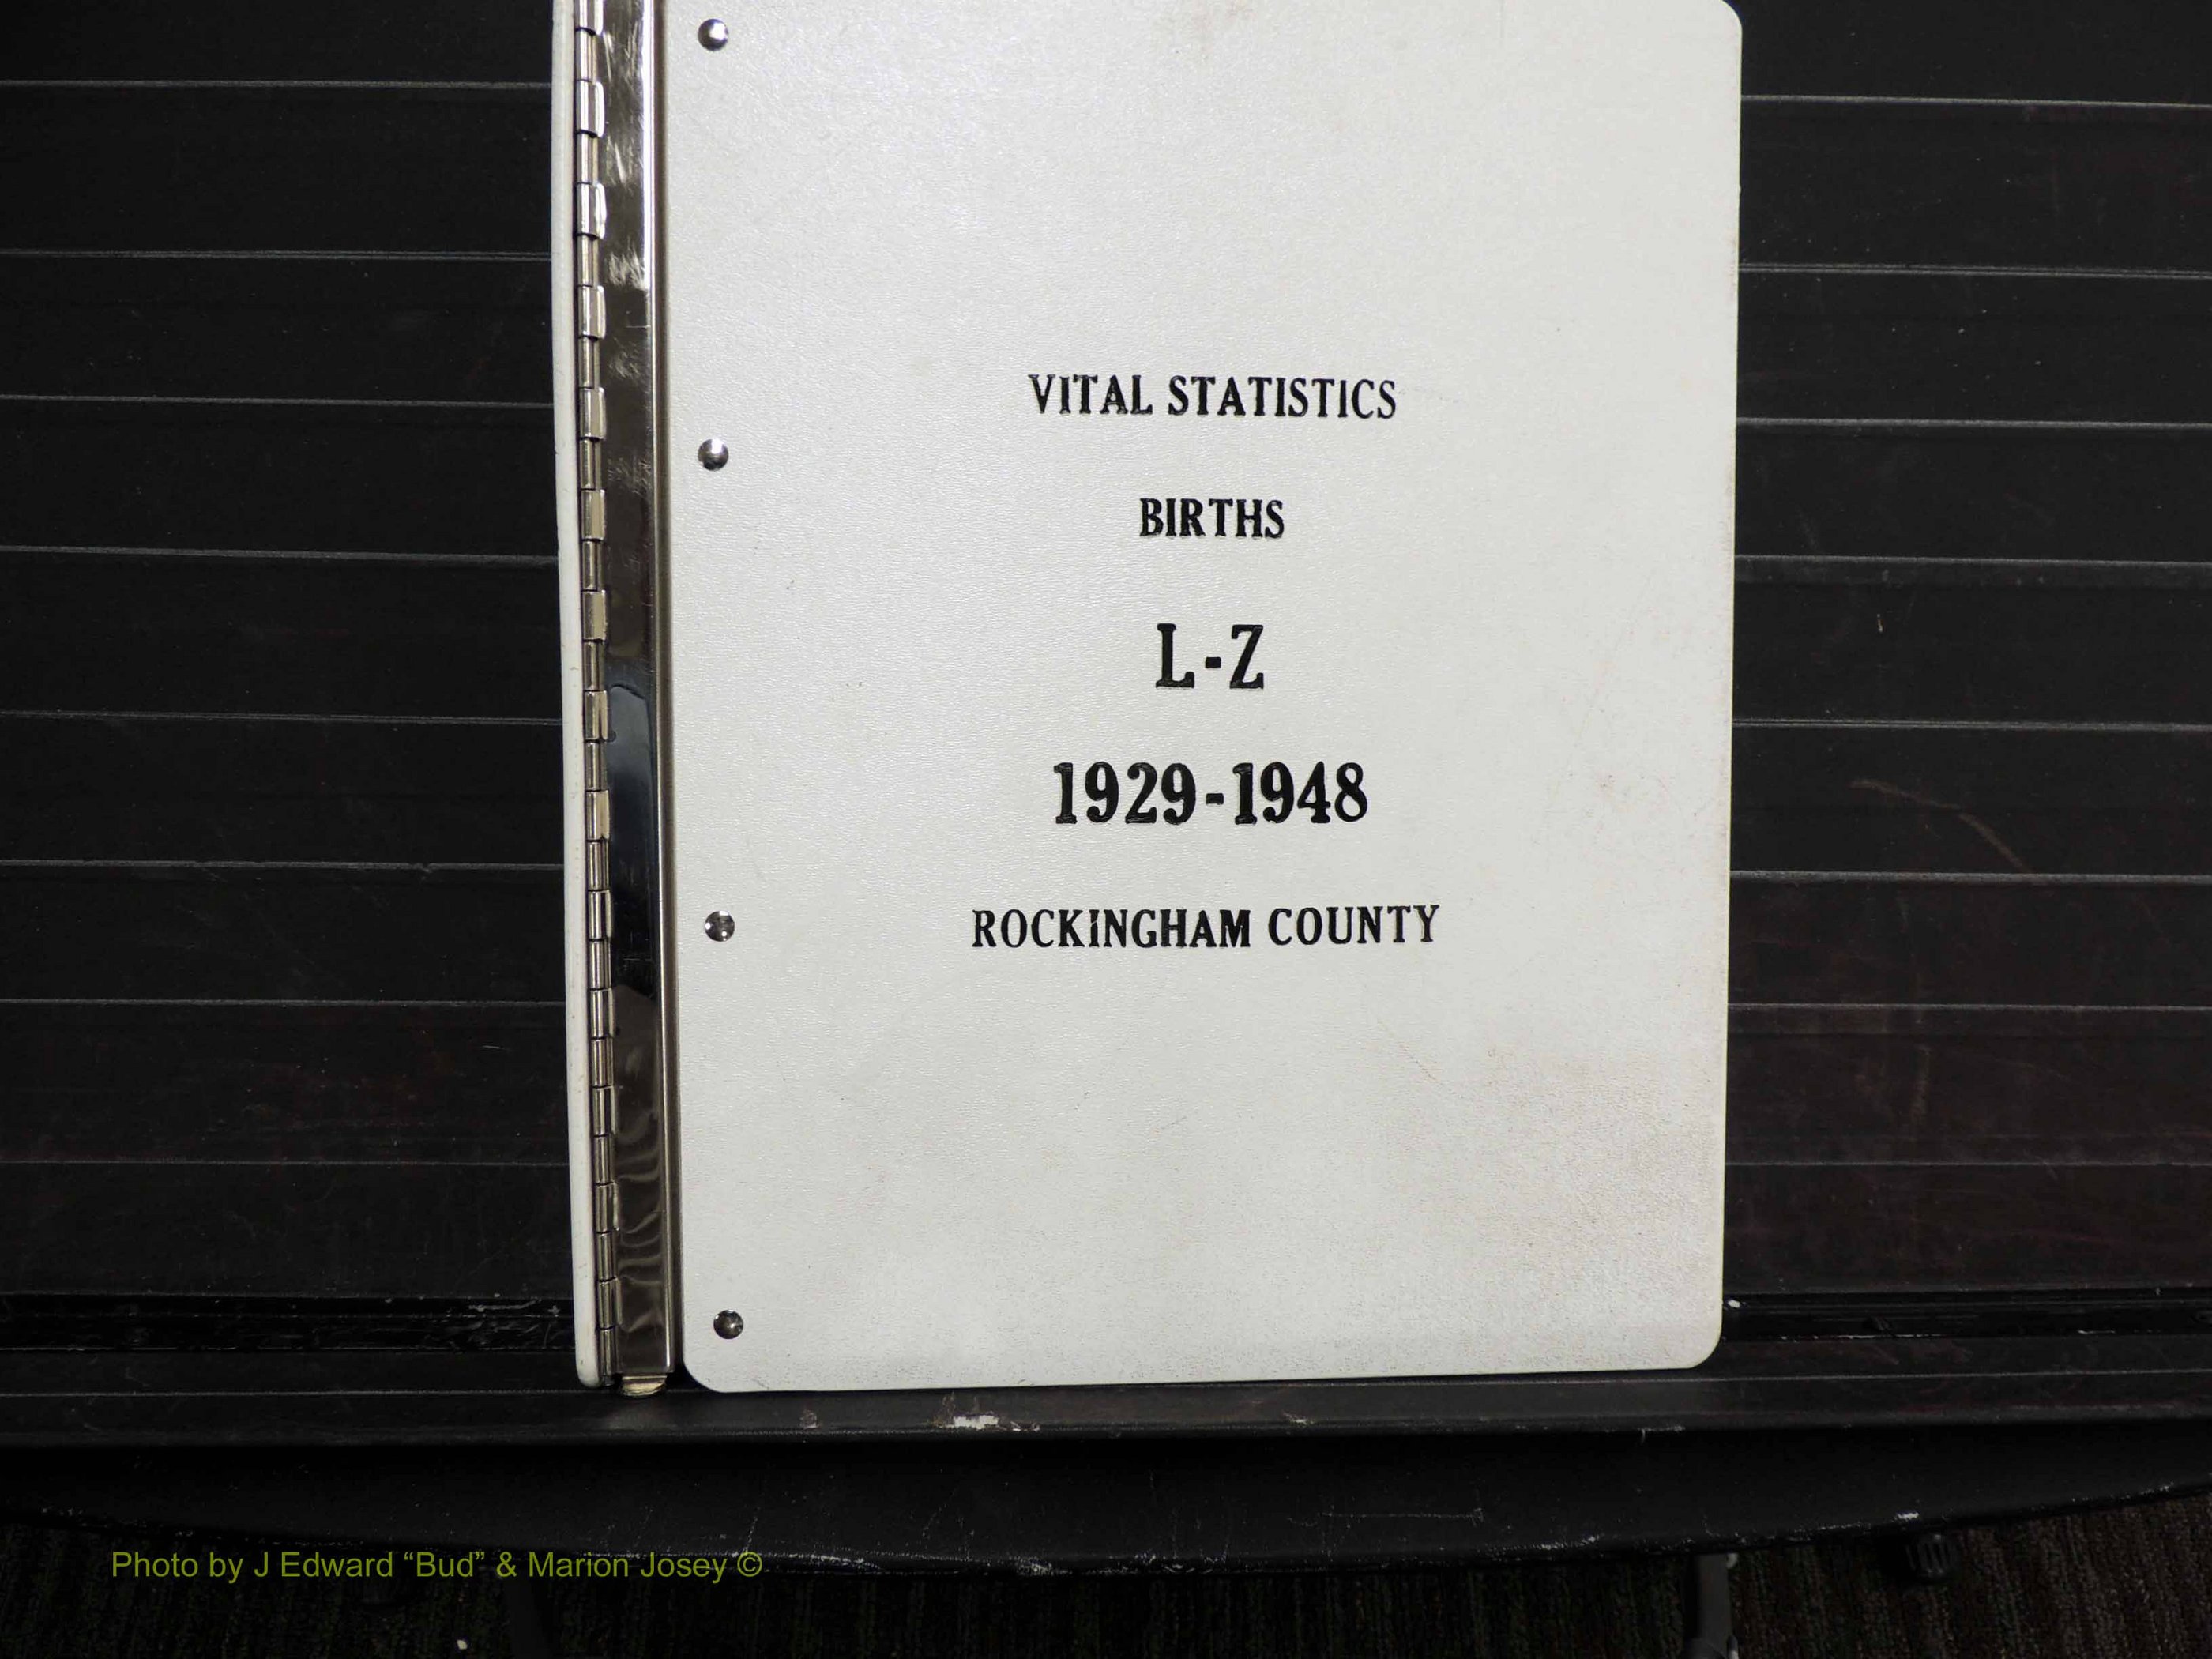 VITAL STATISTICS
BIRTHS
L-Z
1929-1948
ROCKINGHAM COUNTY
Photo by J Edward “Bud” & Marion Josey ©